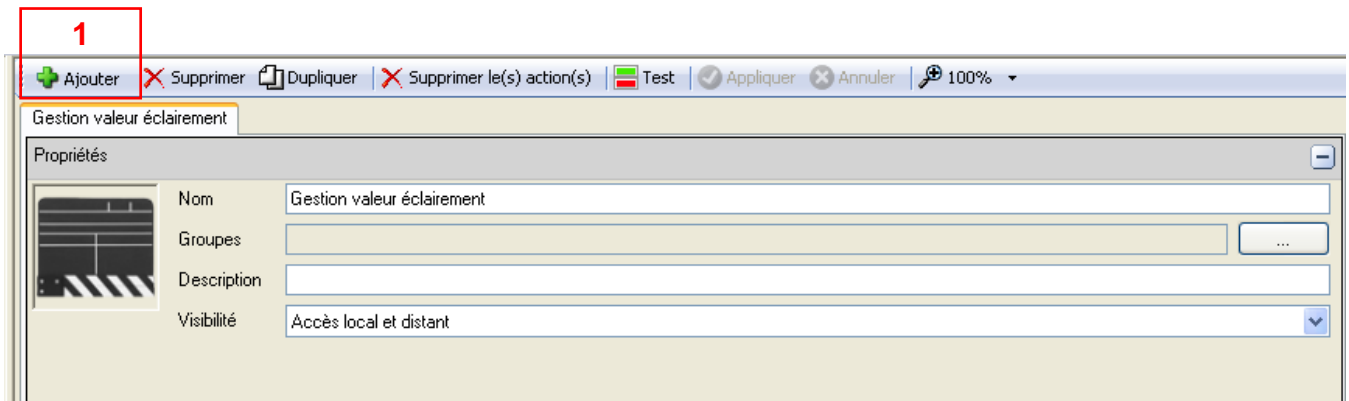 1
Ajouter Supprimer Dupliquer Supprimer le(s) action(s) Test Appliquer Annuler 100%
Gestion valeur éclairement
Propriétés
Nom Gestion valeur éclairement
Groupes ...
Description
Visibilité Accès local et distant